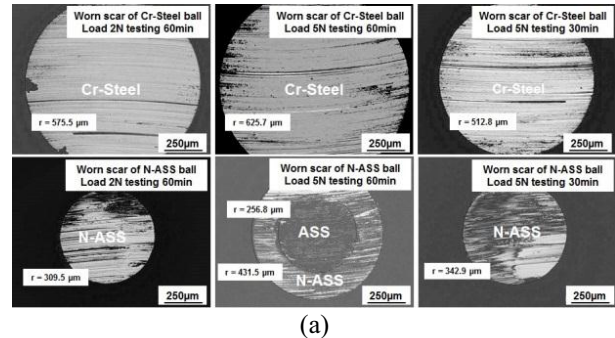 Worn scar of Cr-Steel ball
Load 2N testing 60min
Cr-Steel
r = 575.5 µm
250µm
Worn scar of Cr-Steel ball
Load 5N testing 60min
Cr-Steel
r = 625.7 µm
250µm
Worn scar of Cr-Steel ball
Load 5N testing 30min
Cr-Steel
r = 512.8 µm
250µm
Worn scar of N-ASS ball
Load 2N testing 60min
N-ASS
r = 309.5 µm
250µm
Worn scar of N-ASS ball
Load 5N testing 60min
r = 256.8 µm
ASS
r = 431.5 µm
N-ASS
250µm
Worn scar of N-ASS ball
Load 5N testing 30min
N-ASS
r = 342.9 µm
250µm
(a)